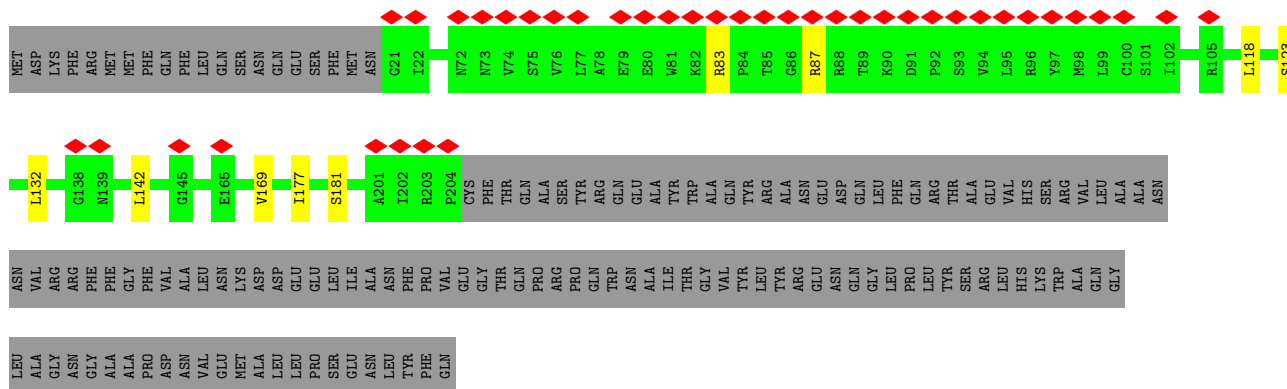 MET ASP LYS PHE ARG MET MET PHE GLN PHE LEU GLN SER ASN GLN GLU SER PHE MET ASN G21 I22 N72 N73 V74 S75 V76 L77 A78 E79 E80 W81 K82 R83 P84 T85 G86 R87 R88 T89 K90 D91 P92 S93 V94 L95 R96 Y97 M98 L99 C100 S101 I102 R105 L118 S123
L132 G138 N139 L142 G145 E165 V169 I177 S181 A201 I202 R203 P204 CYS PHE THR GLN ALA SER TYR ARG GLN GLU ALA TYR TRP ALA GLN TYR ARG ALA ASN GLU ASP GLN LEU PHE GLN ARG THR ALA GLU VAL HIS SER ARG VAL LEU ALA ALA ASN
ASN VAL ARG ARG PHE PHE GLY PHE VAL ALA LEU ASN LYS ASP ASP GLU GLU LEU ILE ALA ASN PHE PRO VAL GLU GLY THR GLN PRO ARG PRO GLN TRP ASN ALA ILE THR GLY VAL TYR LEU TYR ARG GLU ASN GLN GLY LEU PRO LEU TYR SER ARG LEU HIS LYS TRP ALA GLN GLY
LEU ALA GLY ASN GLY ALA ALA PRO ASP ASN VAL GLU MET ALA LEU LEU PRO SER GLU ASN LEU TYR PHE GLN